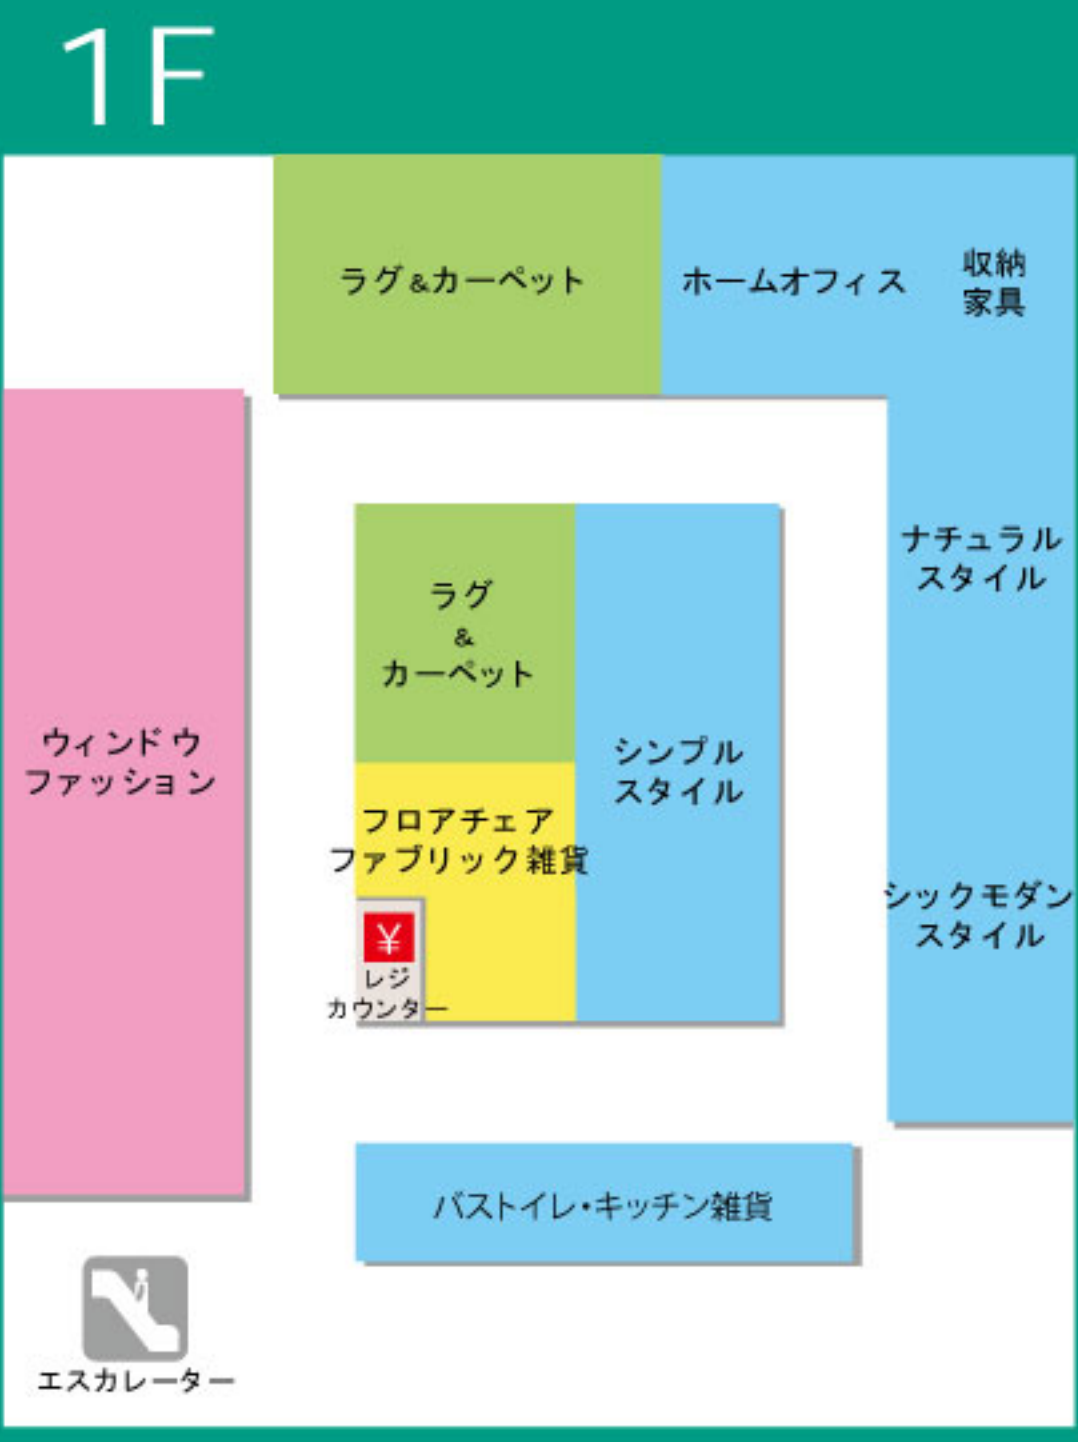 1F
ラグ&カーペット
ホームオフィス
収納
家具
ナチュラル
スタイル
ラグ
&
カーペット
シンプル
スタイル
ウィンドウ
ファッション
フロアチェア
ファブリック雑貨
シックモダン
スタイル
¥
レジ
カウンター
バストイレ・キッチン雑貨
エスカレーター